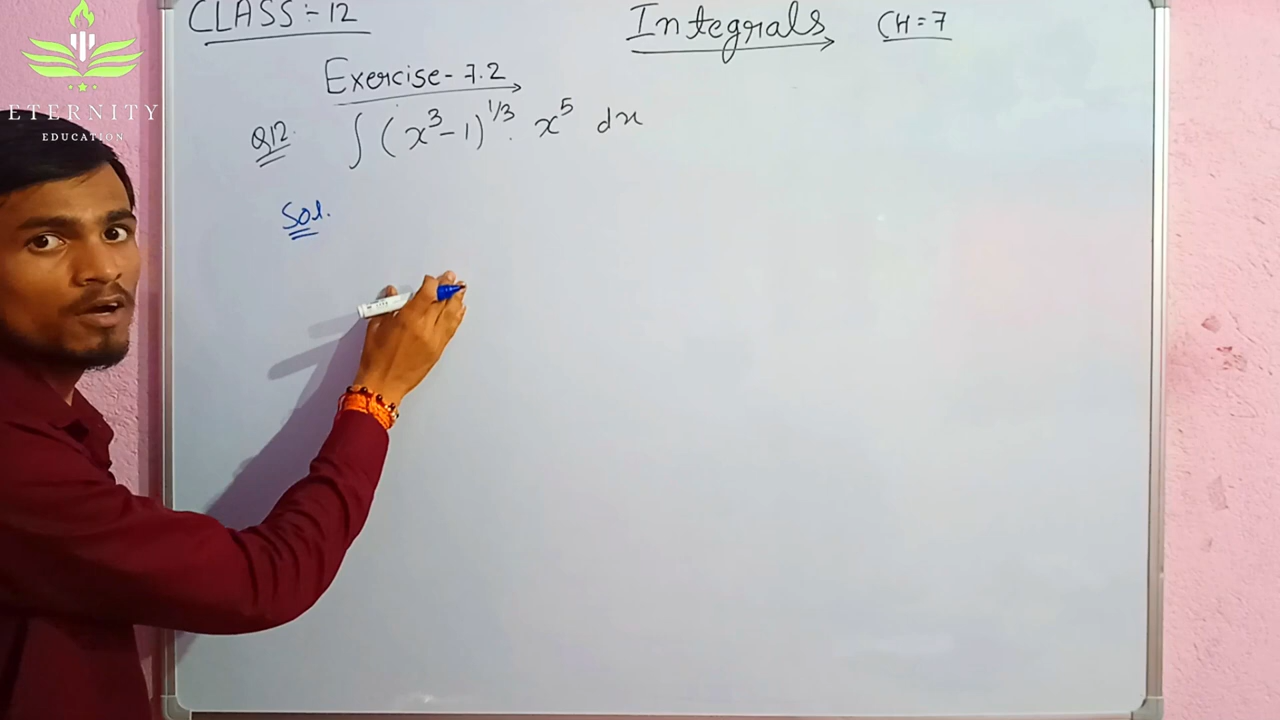 CLASS :- 12
Integrals CH = 7
ETERNITY
EDUCATION
Exercise - 7.2
Q12. ∫ (x³-1)^1/3 . x⁵ dx
Sol.